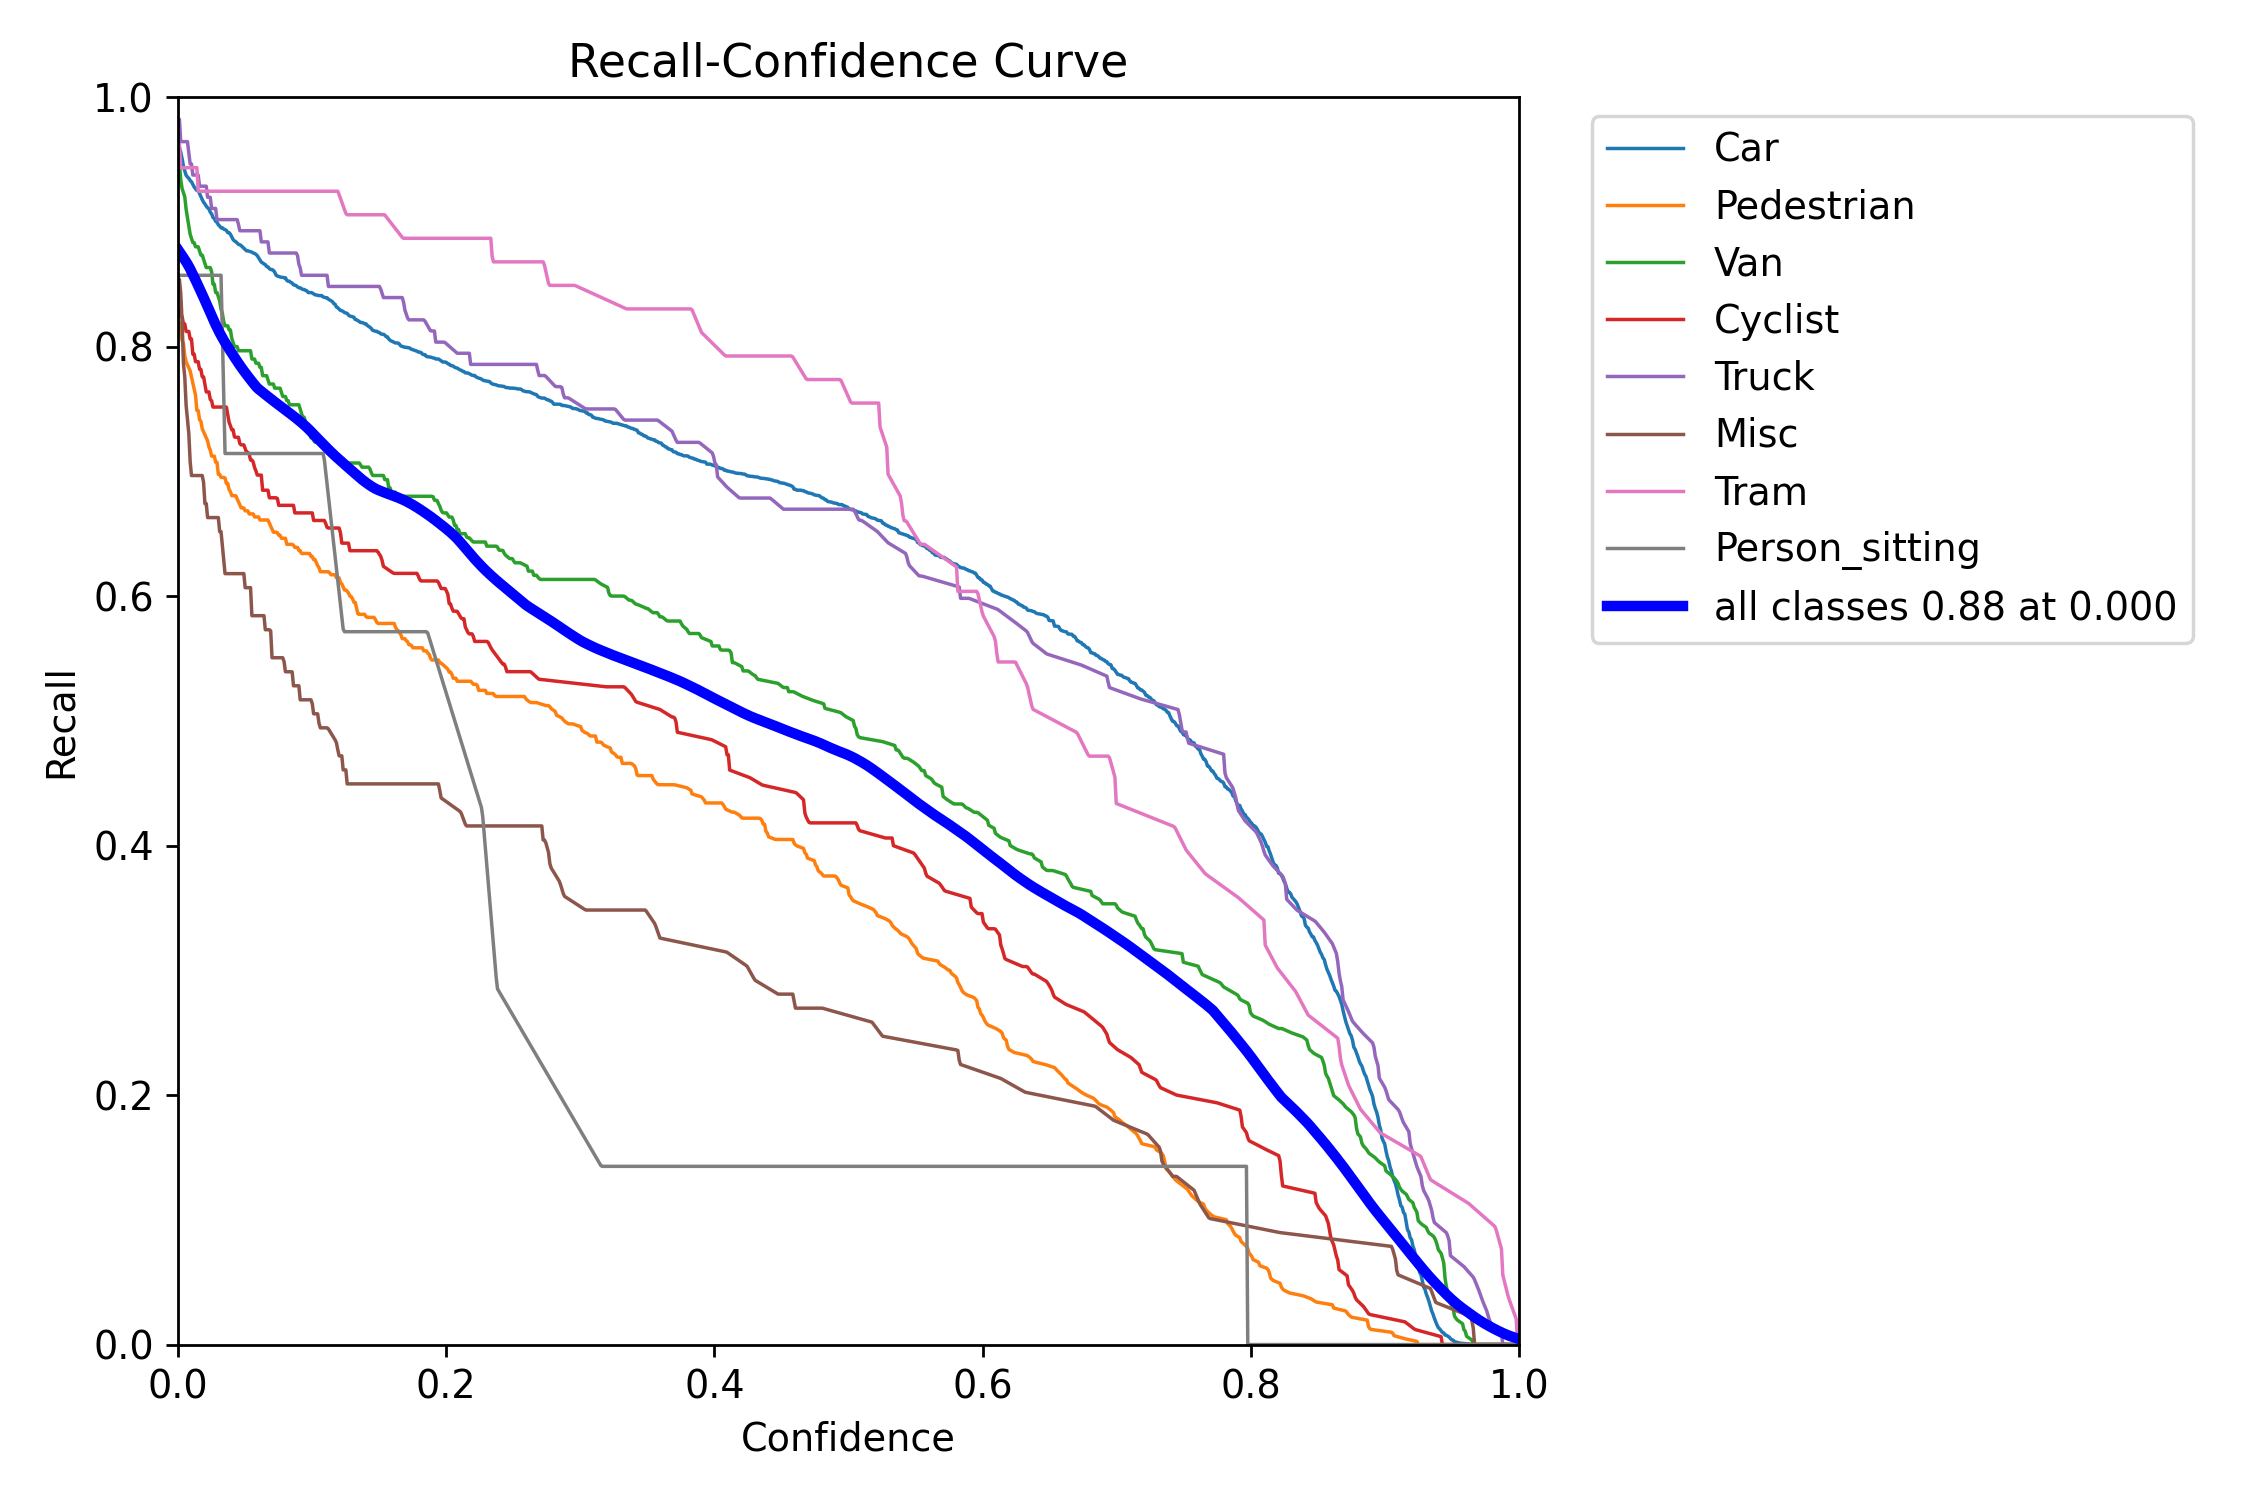 Recall-Confidence Curve
1.0
0.8
0.6
0.4
0.2
0.0
Recall
0.0 0.2 0.4 0.6 0.8 1.0
Confidence
Car
Pedestrian
Van
Cyclist
Truck
Misc
Tram
Person_sitting
all classes 0.88 at 0.000